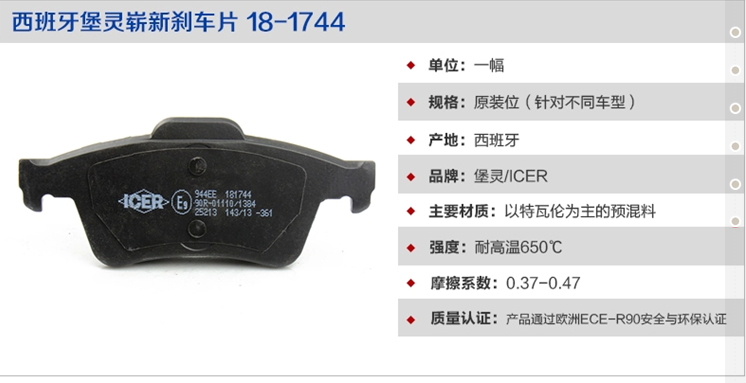 西班牙堡灵崭新刹车片 18-1744
单位：一幅
规格：原装位（针对不同车型）
产地：西班牙
品牌：堡灵/ICER
主要材质：以特瓦伦为主的预混料
强度：耐高温650℃
摩擦系数：0.37-0.47
质量认证：产品通过欧洲ECE-R90安全与环保认证
ICER E9 944EE 181744
90R-01110/1384
25213 143/13 -361